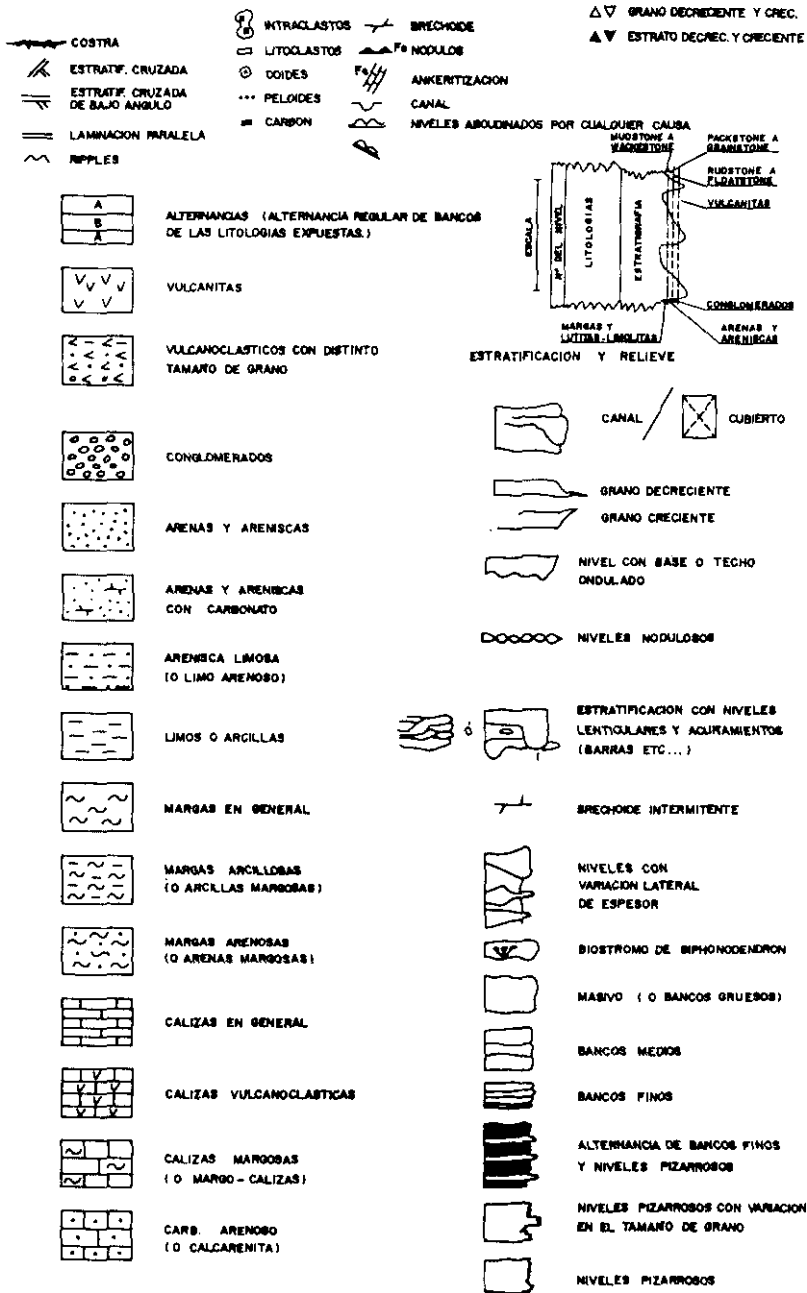 COSTRA
ESTRATIF. CRUZADA
ESTRATIF. CRUZADA
DE BAJO ANGULO
LAMINACION PARALELA
RIPPLES
INTRACLASTOS
LITOCLASTOS
OOIDES
PELOIDES
CARBON
BRECHOIDE
Fe NODULOS
Fe
ANKERITIZACION
CANAL
NIVELES ABOUDINADOS POR CUALQUIER CAUSA
GRANO DECRECIENTE Y CREC.
ESTRATO DECREC. Y CRECIENTE
MUDSTONE A
WACKESTONE
PACKSTONE A
GRAINSTONE
RUDSTONE A
FLOATSTONE
VULCANITAS
ESCALA
Nº DEL NIVEL
LITOLOGIAS
ESTRATIGRAFIA
CONGLOMERADOS
MARGAS Y
LUTITAS-LIMOLITAS
ARENAS Y
ARENISCAS
ESTRATIFICACION Y RELIEVE
A
B
A
ALTERNANCIAS (ALTERNANCIA REGULAR DE BANCOS
DE LAS LITOLOGIAS EXPUESTAS.)
VULCANITAS
VULCANOCLASTICOS CON DISTINTO
TAMAÑO DE GRANO
CONGLOMERADOS
ARENAS Y ARENISCAS
ARENAS Y ARENISCAS
CON CARBONATO
ARENISCA LIMOSA
(O LIMO ARENOSO)
LIMOS O ARCILLAS
MARGAS EN GENERAL
MARGAS ARCILLOSAS
(O ARCILLAS MARGOSAS)
MARGAS ARENOSAS
(O ARENAS MARGOSAS)
CALIZAS EN GENERAL
CALIZAS VULCANOCLASTICAS
CALIZAS MARGOSAS
(O MARGO-CALIZAS)
CARB. ARENOSO
(O CALCARENITA)
CANAL
CUBIERTO
GRANO DECRECIENTE
GRANO CRECIENTE
NIVEL CON BASE O TECHO
ONDULADO
NIVELES NODULOSOS
ó
ESTRATIFICACION CON NIVELES
LENTICULARES Y ACUÑAMIENTOS
(BARRAS ETC...)
BRECHOIDE INTERMITENTE
NIVELES CON
VARIACION LATERAL
DE ESPESOR
BIOSTROMO DE SIPHONODENDRON
MASIVO (O BANCOS GRUESOS)
BANCOS MEDIOS
BANCOS FINOS
ALTERNANCIA DE BANCOS FINOS
Y NIVELES PIZARROSOS
NIVELES PIZARROSOS CON VARIACION
EN EL TAMAÑO DE GRANO
NIVELES PIZARROSOS